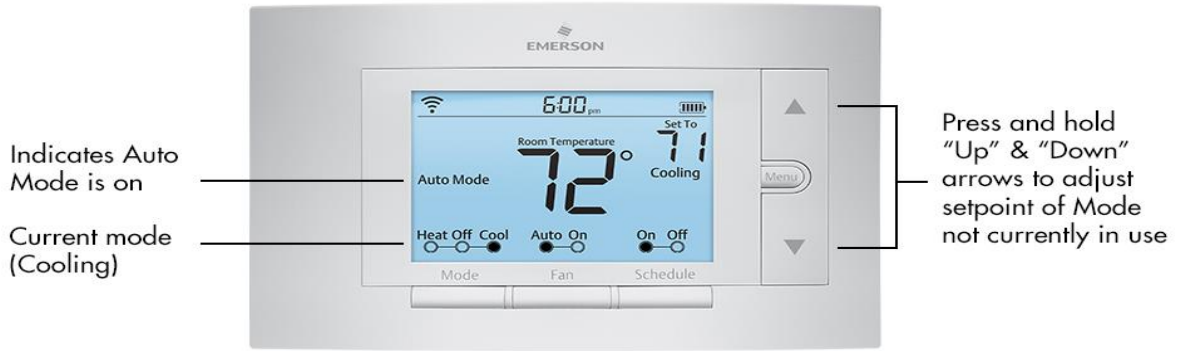 EMERSON
6:00 pm
Set To
71
Cooling
Room Temperature
72°
Auto Mode
Heat Off Cool
Auto On
On Off
Mode
Fan
Schedule
Menu
Indicates Auto
Mode is on
Current mode
(Cooling)
Press and hold
"Up" & "Down"
arrows to adjust
setpoint of Mode
not currently in use